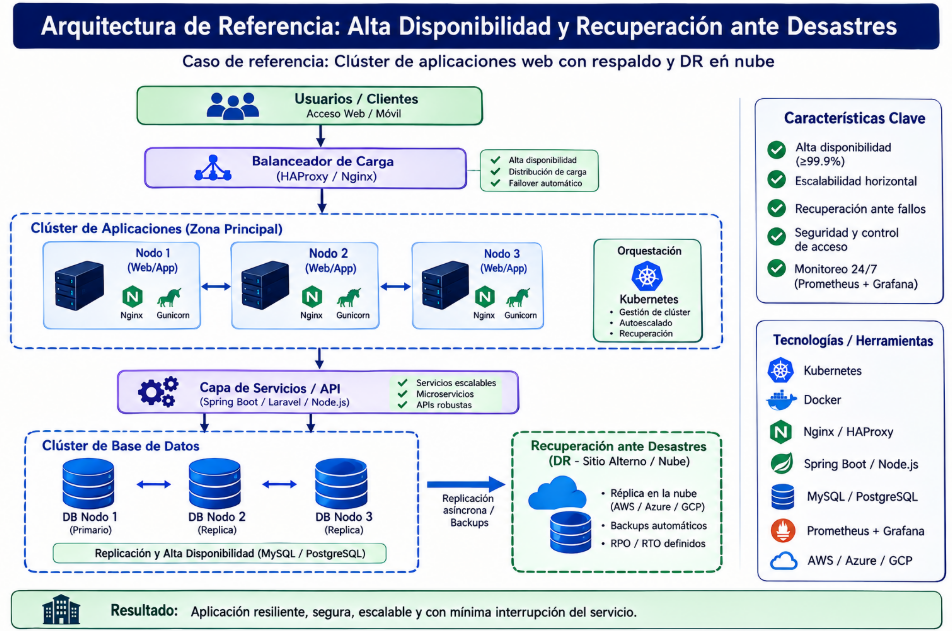 Arquitectura de Referencia: Alta Disponibilidad y Recuperación ante Desastres
Caso de referencia: Clúster de aplicaciones web con respaldo y DR en nube
Usuarios / Clientes
Acceso Web / Móvil
Balanceador de Carga
(HAProxy / Nginx)
Alta disponibilidad
Distribución de carga
Failover automático
Clúster de Aplicaciones (Zona Principal)
Nodo 1
(Web/App)
Nginx
Gunicorn
Nodo 2
(Web/App)
Nginx
Gunicorn
Nodo 3
(Web/App)
Nginx
Gunicorn
Orquestación
Kubernetes
• Gestión de clúster
• Autoescalado
• Recuperación
Capa de Servicios / API
(Spring Boot / Laravel / Node.js)
Servicios escalables
Microservicios
APIs robustas
Clúster de Base de Datos
DB Nodo 1
(Primario)
DB Nodo 2
(Replica)
DB Nodo 3
(Replica)
Replicación y Alta Disponibilidad (MySQL / PostgreSQL)
Replicación
asíncrona /
Backups
Recuperación ante Desastres
(DR - Sitio Alterno / Nube)
• Réplica en la nube
(AWS / Azure / GCP)
• Backups automáticos
• RPO / RTO definidos
Características Clave
Alta disponibilidad
(≥99.9%)
Escalabilidad horizontal
Recuperación ante fallos
Seguridad y control
de acceso
Monitoreo 24/7
(Prometheus + Grafana)
Tecnologías / Herramientas
Kubernetes
Docker
Nginx / HAProxy
Spring Boot / Node.js
MySQL / PostgreSQL
Prometheus + Grafana
AWS / Azure / GCP
Resultado: Aplicación resiliente, segura, escalable y con mínima interrupción del servicio.